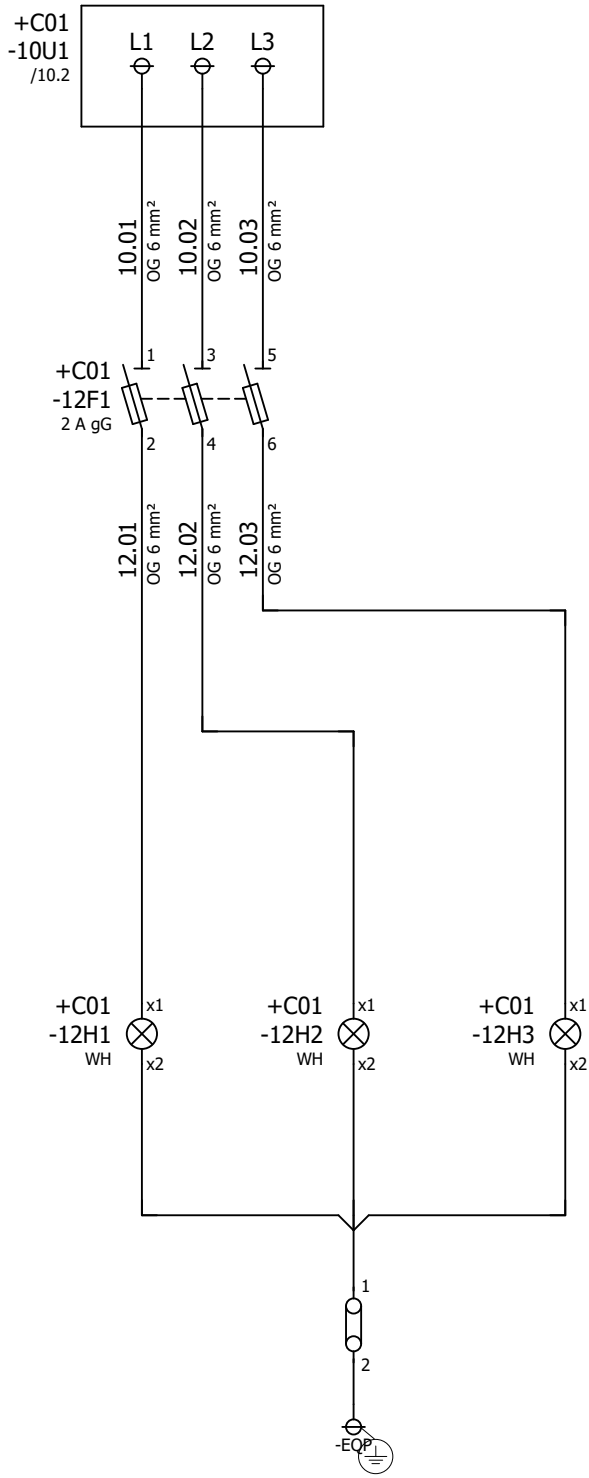 +C01
-10U1
/10.2
L1 L2 L3
10.01
OG 6 mm²
10.02
OG 6 mm²
10.03
OG 6 mm²
+C01
-12F1
2 A gG
1 3 5
2 4 6
12.01
OG 6 mm²
12.02
OG 6 mm²
12.03
OG 6 mm²
+C01
-12H1
WH
x1
x2
+C01
-12H2
WH
x1
x2
+C01
-12H3
WH
x1
x2
1
2
-EQP